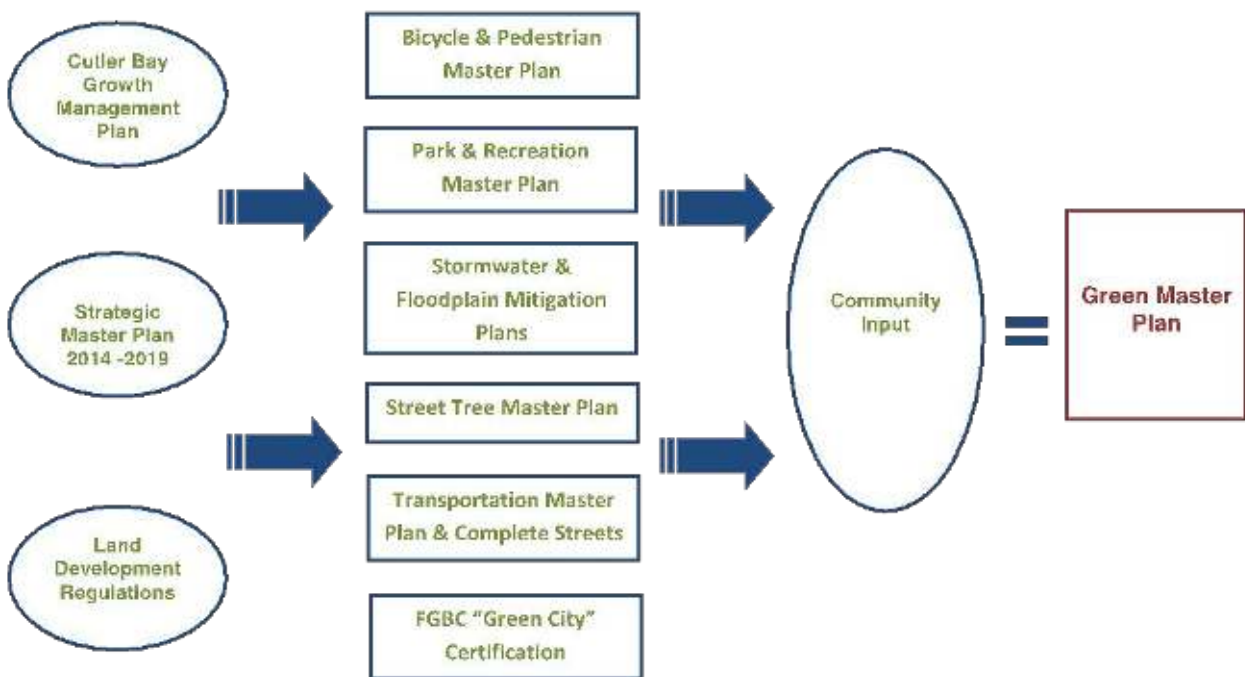 Cutler Bay
Growth
Management
Plan
Strategic
Master Plan
2014 -2019
Land
Development
Regulations
Bicycle & Pedestrian
Master Plan
Park & Recreation
Master Plan
Stormwater &
Floodplain Mitigation
Plans
Street Tree Master Plan
Transportation Master
Plan & Complete Streets
FGBC “Green City”
Certification
Community
Input
=
Green Master
Plan